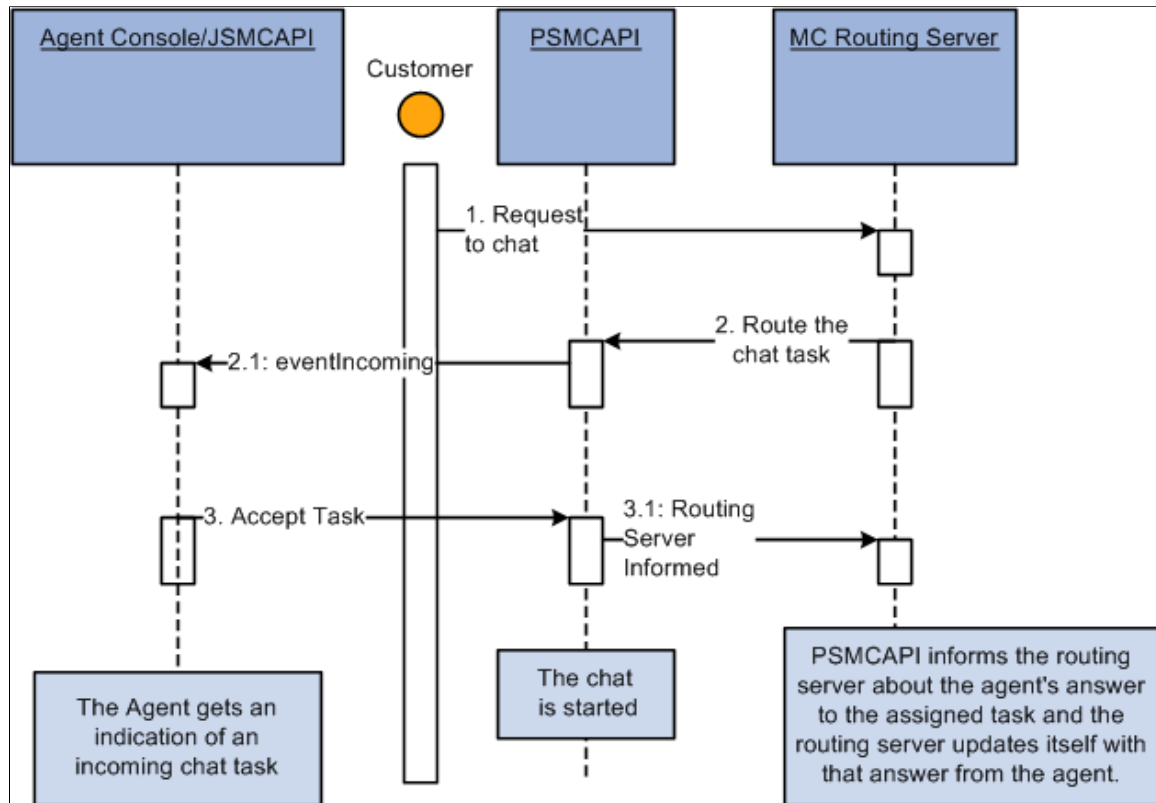 Agent Console/JSMCAPI
Customer
PSMCAPI
MC Routing Server
1. Request
to chat
2. Route the
chat task
2.1: eventIncoming
3. Accept Task
3.1: Routing
Server
Informed
The Agent gets an
indication of an
incoming chat task
The chat
is started
PSMCAPI informs the routing
server about the agent's answer
to the assigned task and the
routing server updates itself with
that answer from the agent.